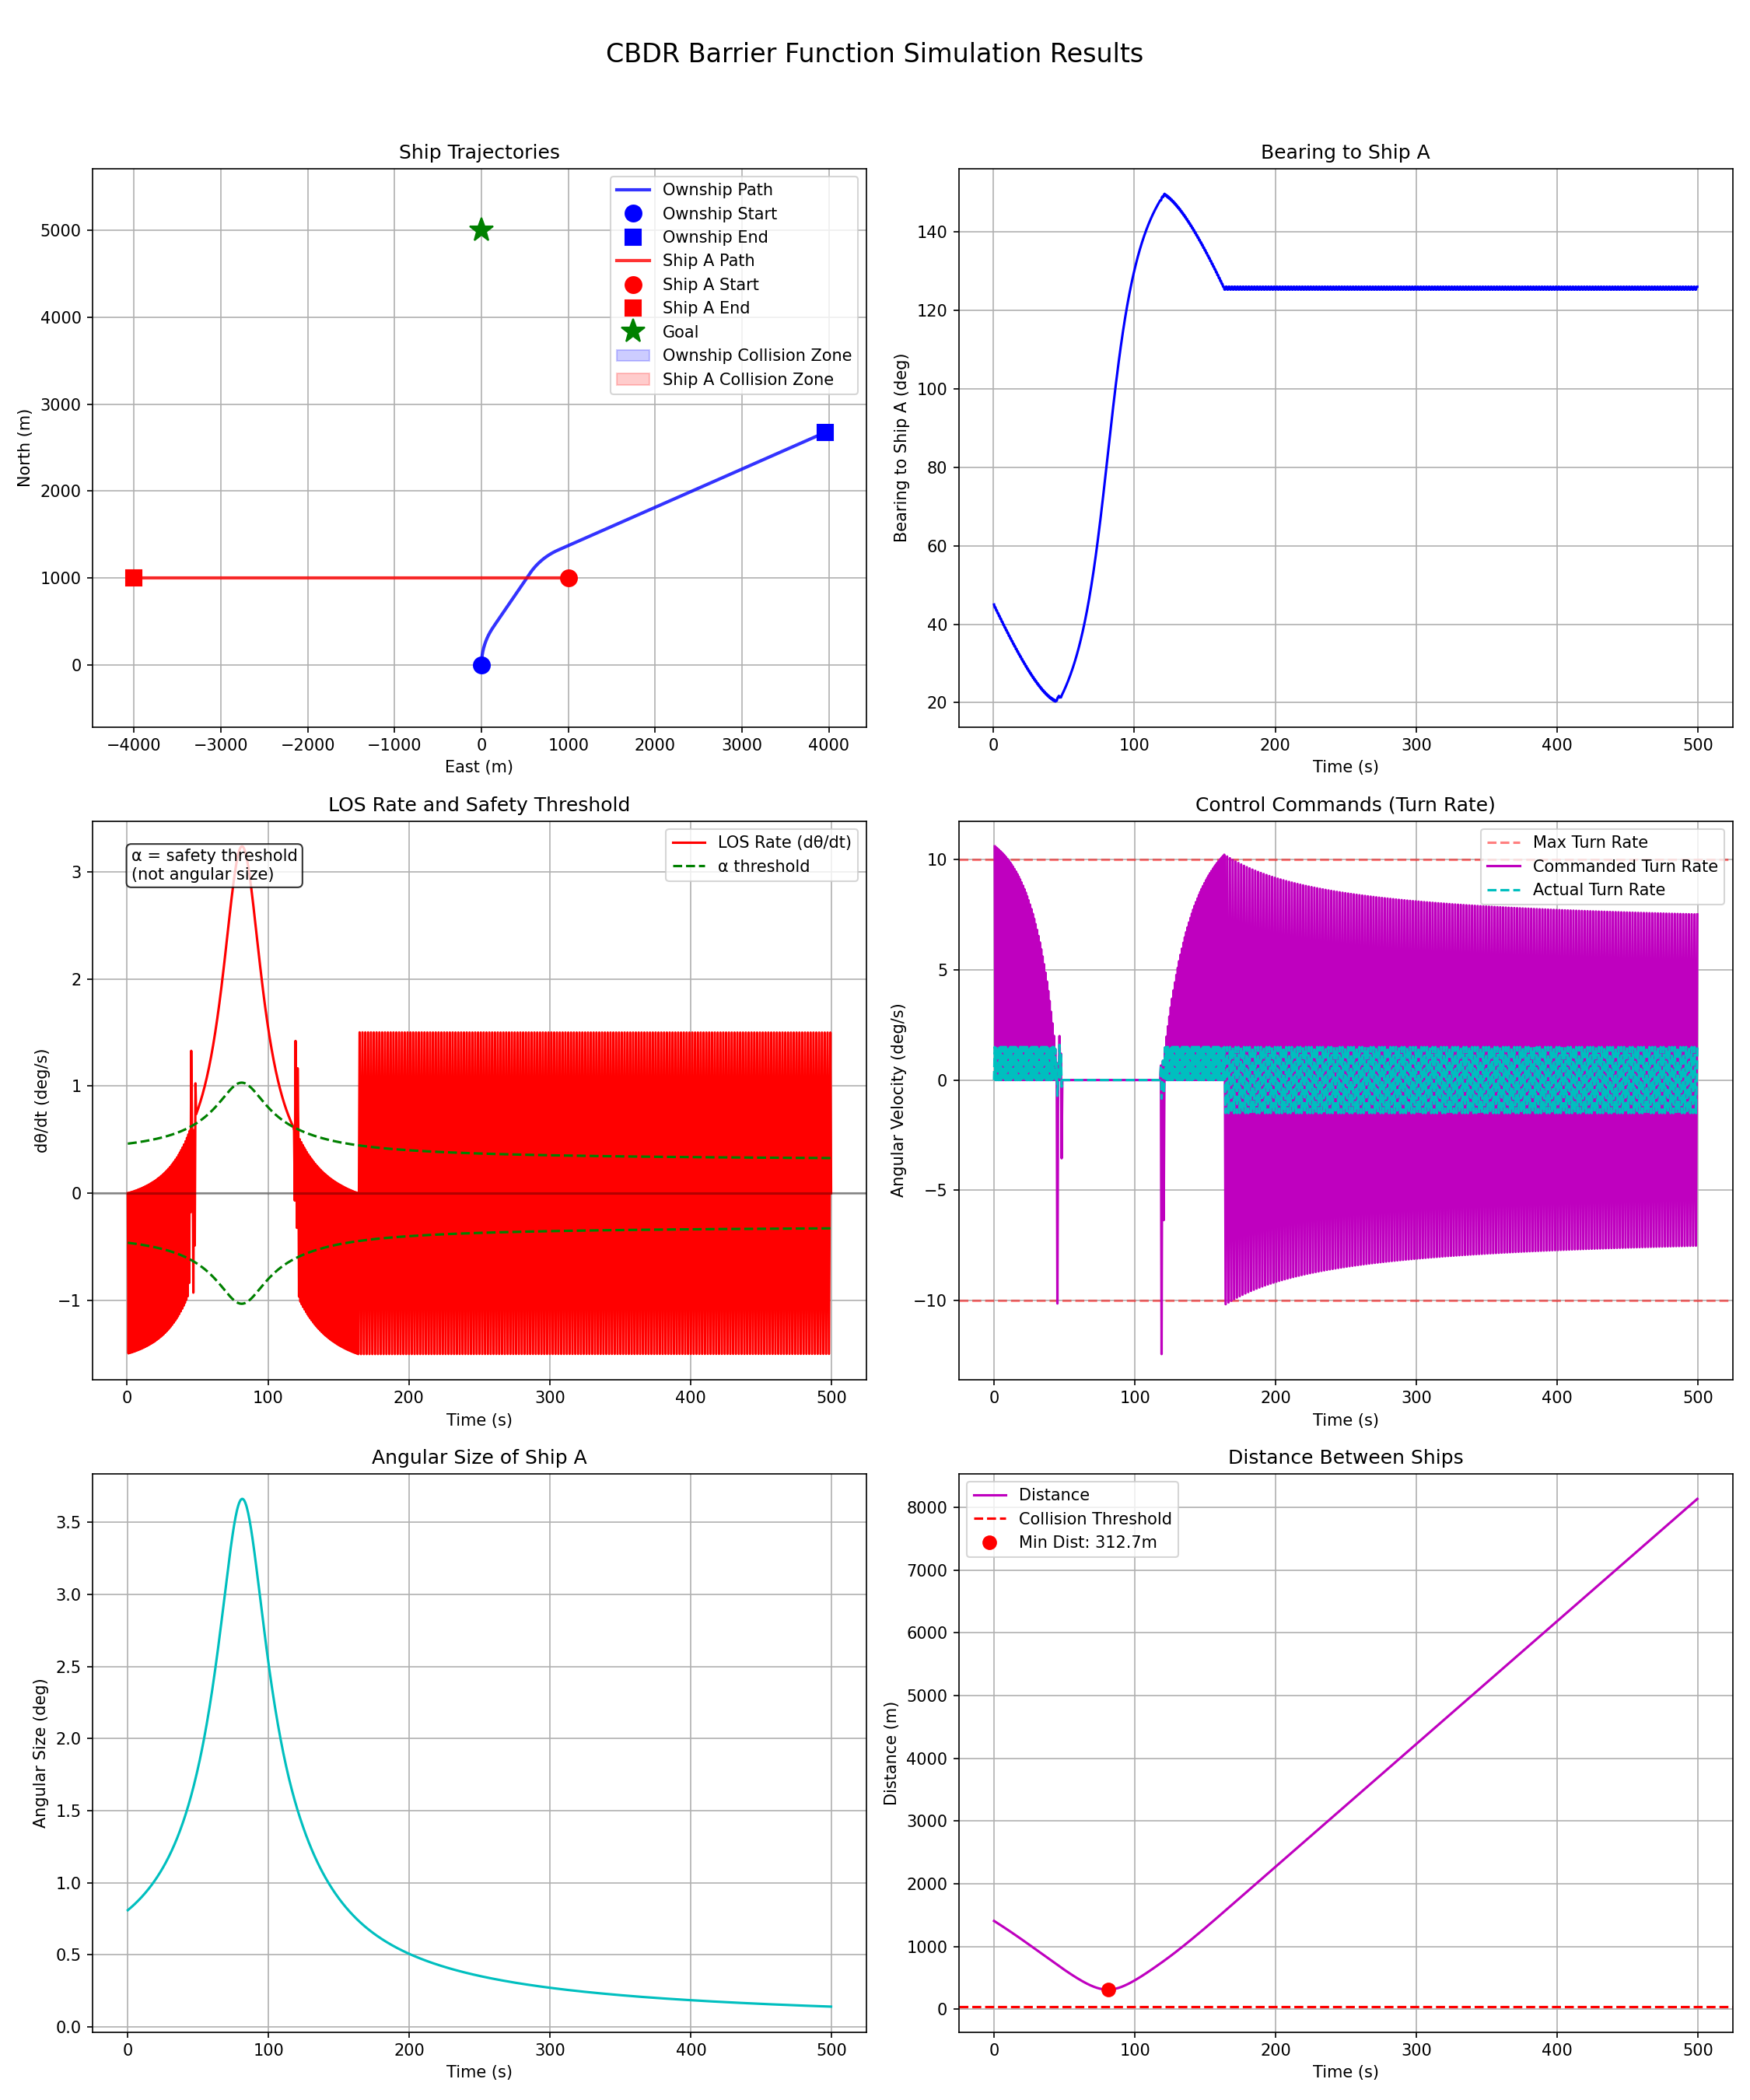 CBDR Barrier Function Simulation Results
Ship Trajectories
North (m)
5000
4000
3000
2000
1000
0
−4000 −3000 −2000 −1000 0 1000 2000 3000 4000
East (m)
Ownship Path
Ownship Start
Ownship End
Ship A Path
Ship A Start
Ship A End
Goal
Ownship Collision Zone
Ship A Collision Zone
Bearing to Ship A
Bearing to Ship A (deg)
140
120
100
80
60
40
20
0 100 200 300 400 500
Time (s)
LOS Rate and Safety Threshold
dθ/dt (deg/s)
3
2
1
0
−1
α = safety threshold
(not angular size)
LOS Rate (dθ/dt)
α threshold
0 100 200 300 400 500
Time (s)
Control Commands (Turn Rate)
Angular Velocity (deg/s)
10
5
0
−5
−10
Max Turn Rate
Commanded Turn Rate
Actual Turn Rate
0 100 200 300 400 500
Time (s)
Angular Size of Ship A
Angular Size (deg)
3.5
3.0
2.5
2.0
1.5
1.0
0.5
0.0
0 100 200 300 400 500
Time (s)
Distance Between Ships
Distance (m)
8000
7000
6000
5000
4000
3000
2000
1000
0
Distance
Collision Threshold
Min Dist: 312.7m
0 100 200 300 400 500
Time (s)